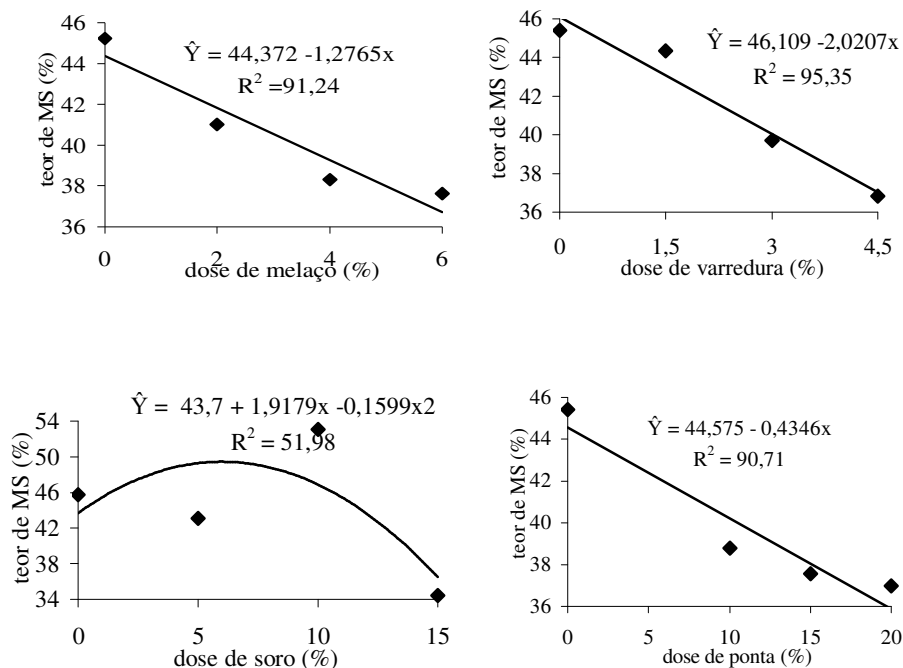 46
44
42
40
38
36
teor de MS (%)
Ŷ = 44,372 -1,2765x
R2 =91,24
0 2 4 6
dose de melaço (%)
46
44
42
40
38
36
teor de MS (%)
Ŷ = 46,109 -2,0207x
R2 = 95,35
0 1,5 3 4,5
dose de varredura (%)
Ŷ = 43,7 + 1,9179x -0,1599x2
R2 = 51,98
54
50
46
42
38
34
teor de MS (%)
0 5 10 15
dose de soro (%)
46
44
42
40
38
36
teor de MS (%)
Ŷ = 44,575 - 0,4346x
R2 = 90,71
0 5 10 15 20
dose de ponta (%)